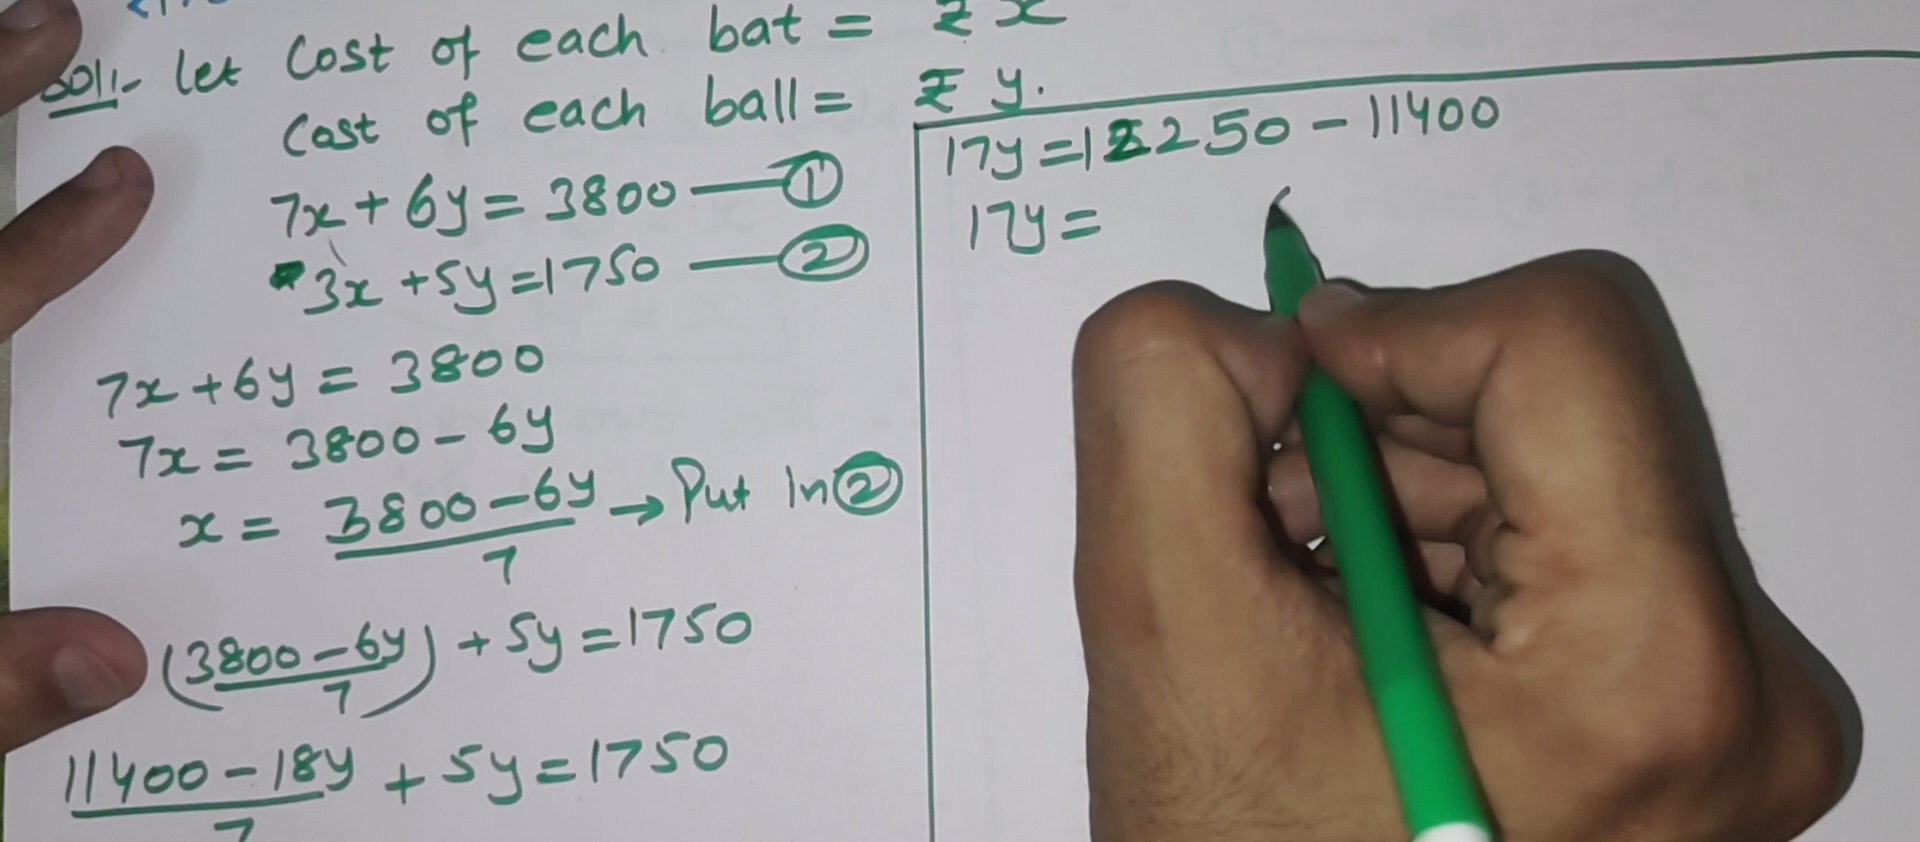 Sol:- let Cost of each bat = ₹ x
Cost of each ball = ₹ y.
7x + 6y = 3800 — ①
3x + 5y = 1750 — ②
7x + 6y = 3800
7x = 3800 - 6y
x = 3800 - 6y / 7 → Put in ②
(3800 - 6y / 7) + 5y = 1750
11400 - 18y / 7 + 5y = 1750
17y = 12250 - 11400
17y =